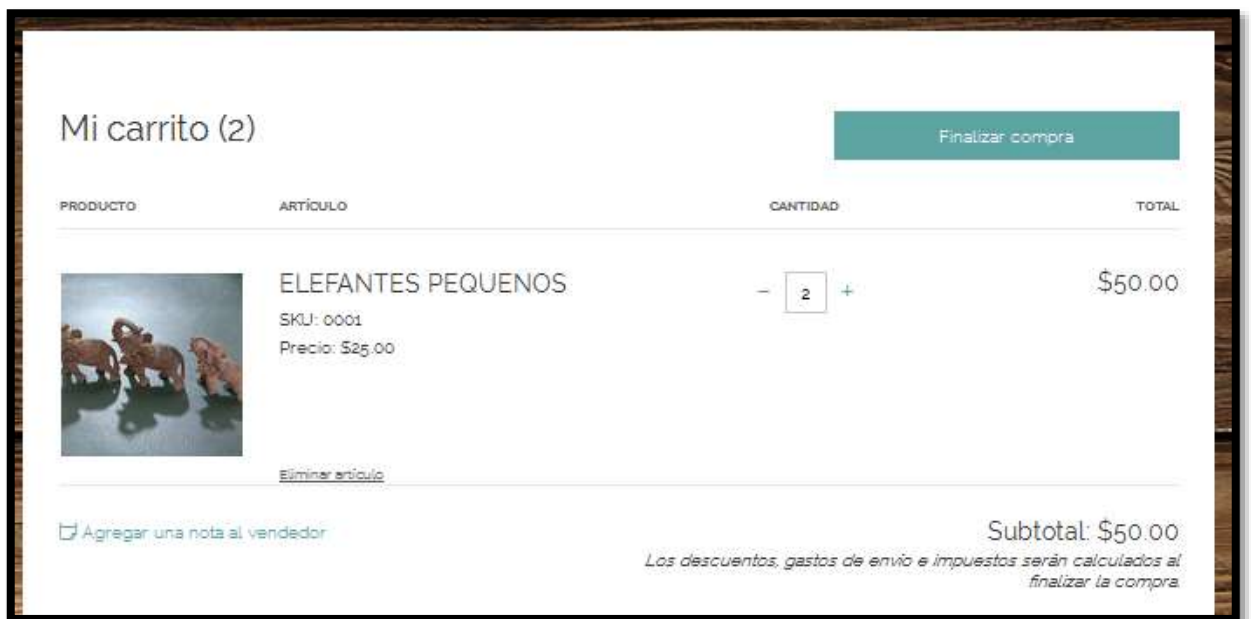 Mi carrito (2)
Finalizar compra
PRODUCTO ARTÍCULO CANTIDAD TOTAL
ELEFANTES PEQUENOS
− 2 +
$50.00
SKU: 0001
Precio: $25.00
Eliminar artículo
Agregar una nota al vendedor
Subtotal: $50.00
Los descuentos, gastos de envío e impuestos serán calculados al
finalizar la compra.